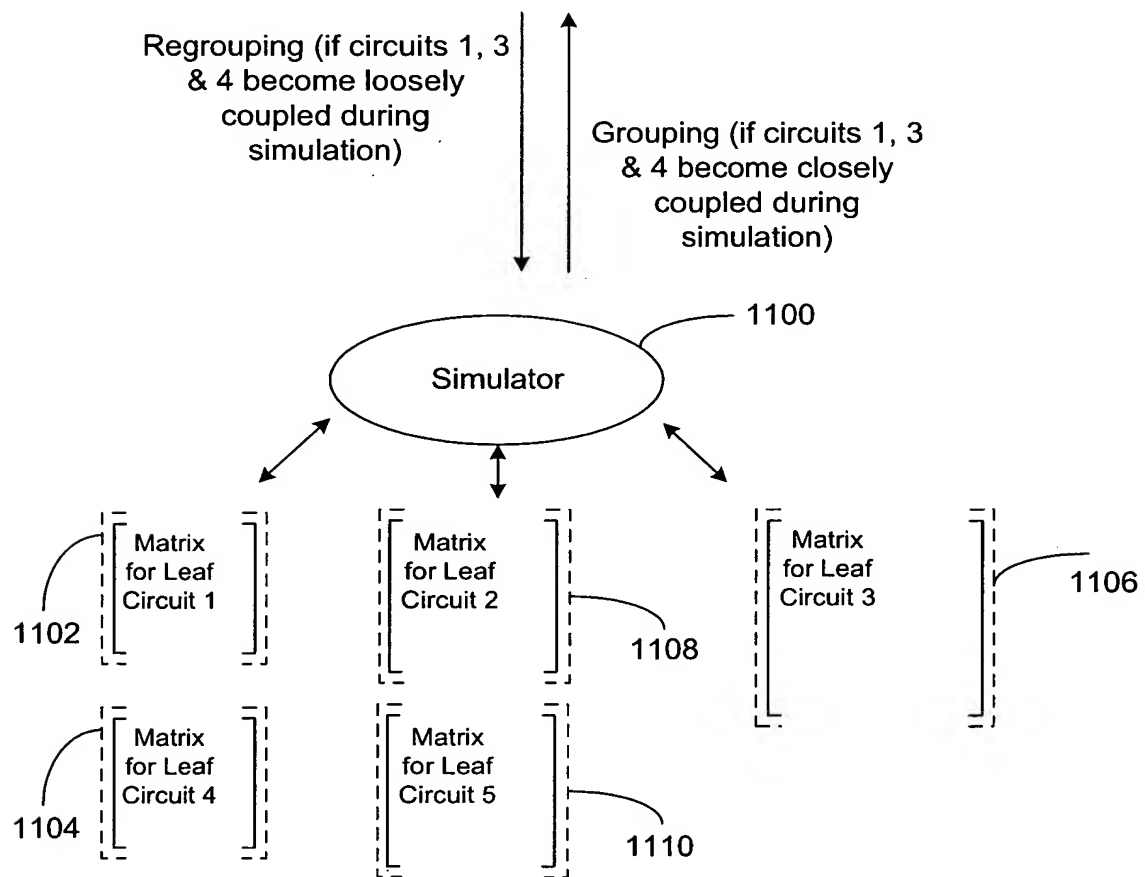 Regrouping (if circuits 1, 3
& 4 become loosely
coupled during
simulation)
Grouping (if circuits 1, 3
& 4 become closely
coupled during
simulation)
1100
Simulator
Matrix
for Leaf
Circuit 1
1102
Matrix
for Leaf
Circuit 2
1108
Matrix
for Leaf
Circuit 3
1106
Matrix
for Leaf
Circuit 4
1104
Matrix
for Leaf
Circuit 5
1110